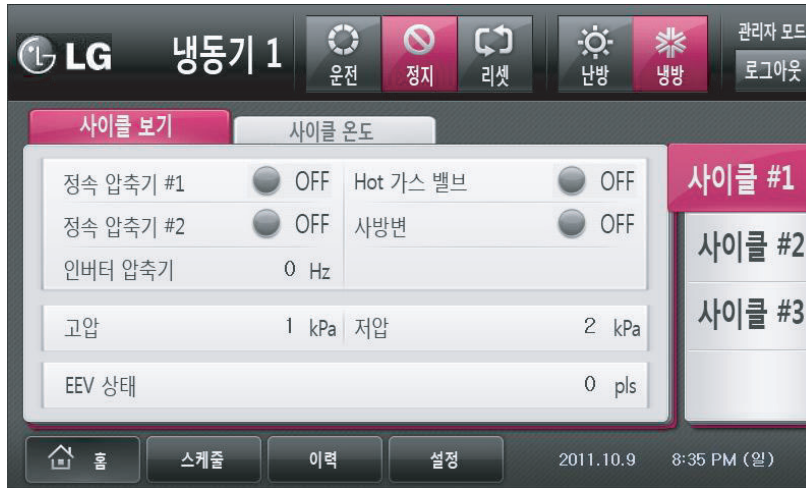 LG 냉동기 1 운전 정지 리셋 난방 냉방 관리자 모드 로그아웃
사이클 보기 사이클 온도
정속 압축기 #1 OFF Hot 가스 밸브 OFF
정속 압축기 #2 OFF 사방변 OFF
인버터 압축기 0 Hz
고압 1 kPa 저압 2 kPa
EEV 상태 0 pls
사이클 #1
사이클 #2
사이클 #3
홈 스케줄 이력 설정 2011.10.9 8:35 PM (일)